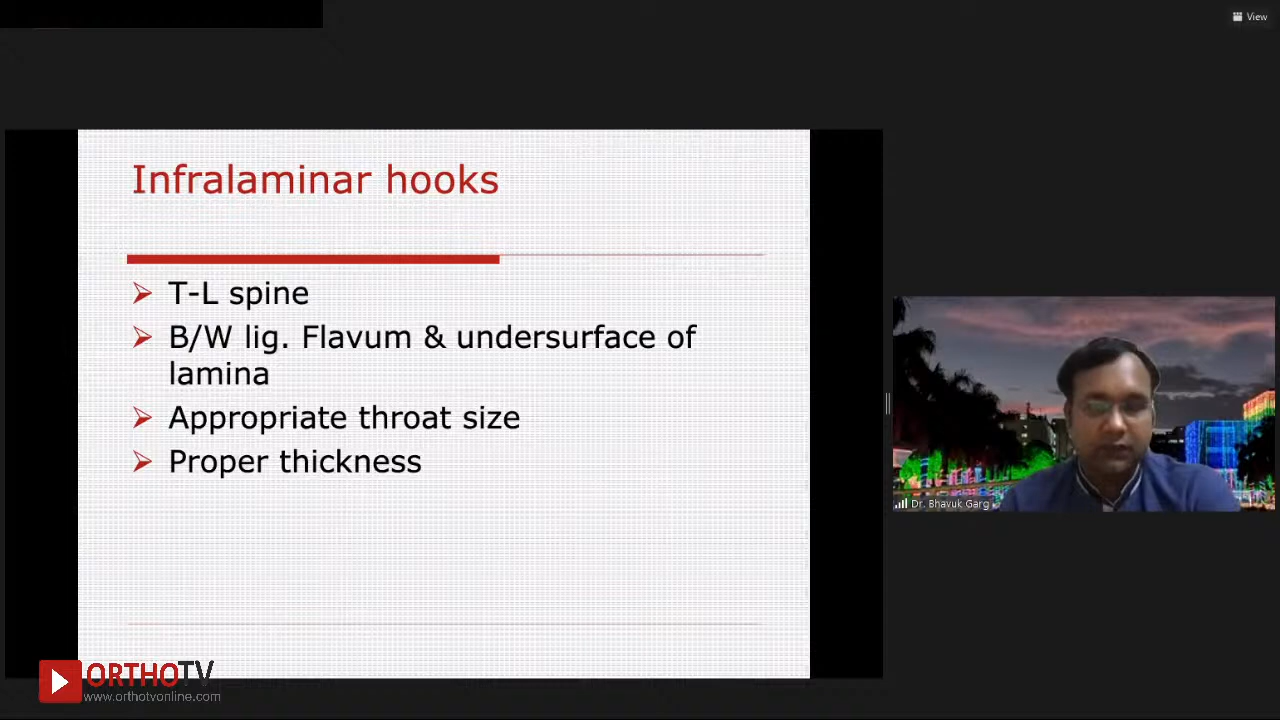 View
Infralaminar hooks
T-L spine
B/W lig. Flavum & undersurface of
lamina
Appropriate throat size
Proper thickness
Dr. Bhavuk Garg
ORTHOTV
www.orthotvonline.com